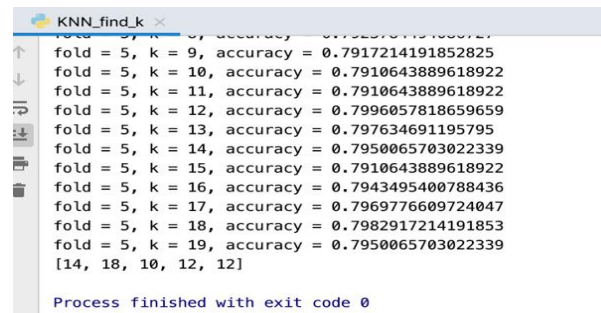 KNN_find_k
fold = 5, k = 9, accuracy = 0.7917214191852825
fold = 5, k = 10, accuracy = 0.7910643889618922
fold = 5, k = 11, accuracy = 0.7910643889618922
fold = 5, k = 12, accuracy = 0.7996057818659659
fold = 5, k = 13, accuracy = 0.797634691195795
fold = 5, k = 14, accuracy = 0.7950065703022339
fold = 5, k = 15, accuracy = 0.7910643889618922
fold = 5, k = 16, accuracy = 0.7943495400788436
fold = 5, k = 17, accuracy = 0.7969776609724047
fold = 5, k = 18, accuracy = 0.7982917214191853
fold = 5, k = 19, accuracy = 0.7950065703022339
[14, 18, 10, 12, 12]
Process finished with exit code 0